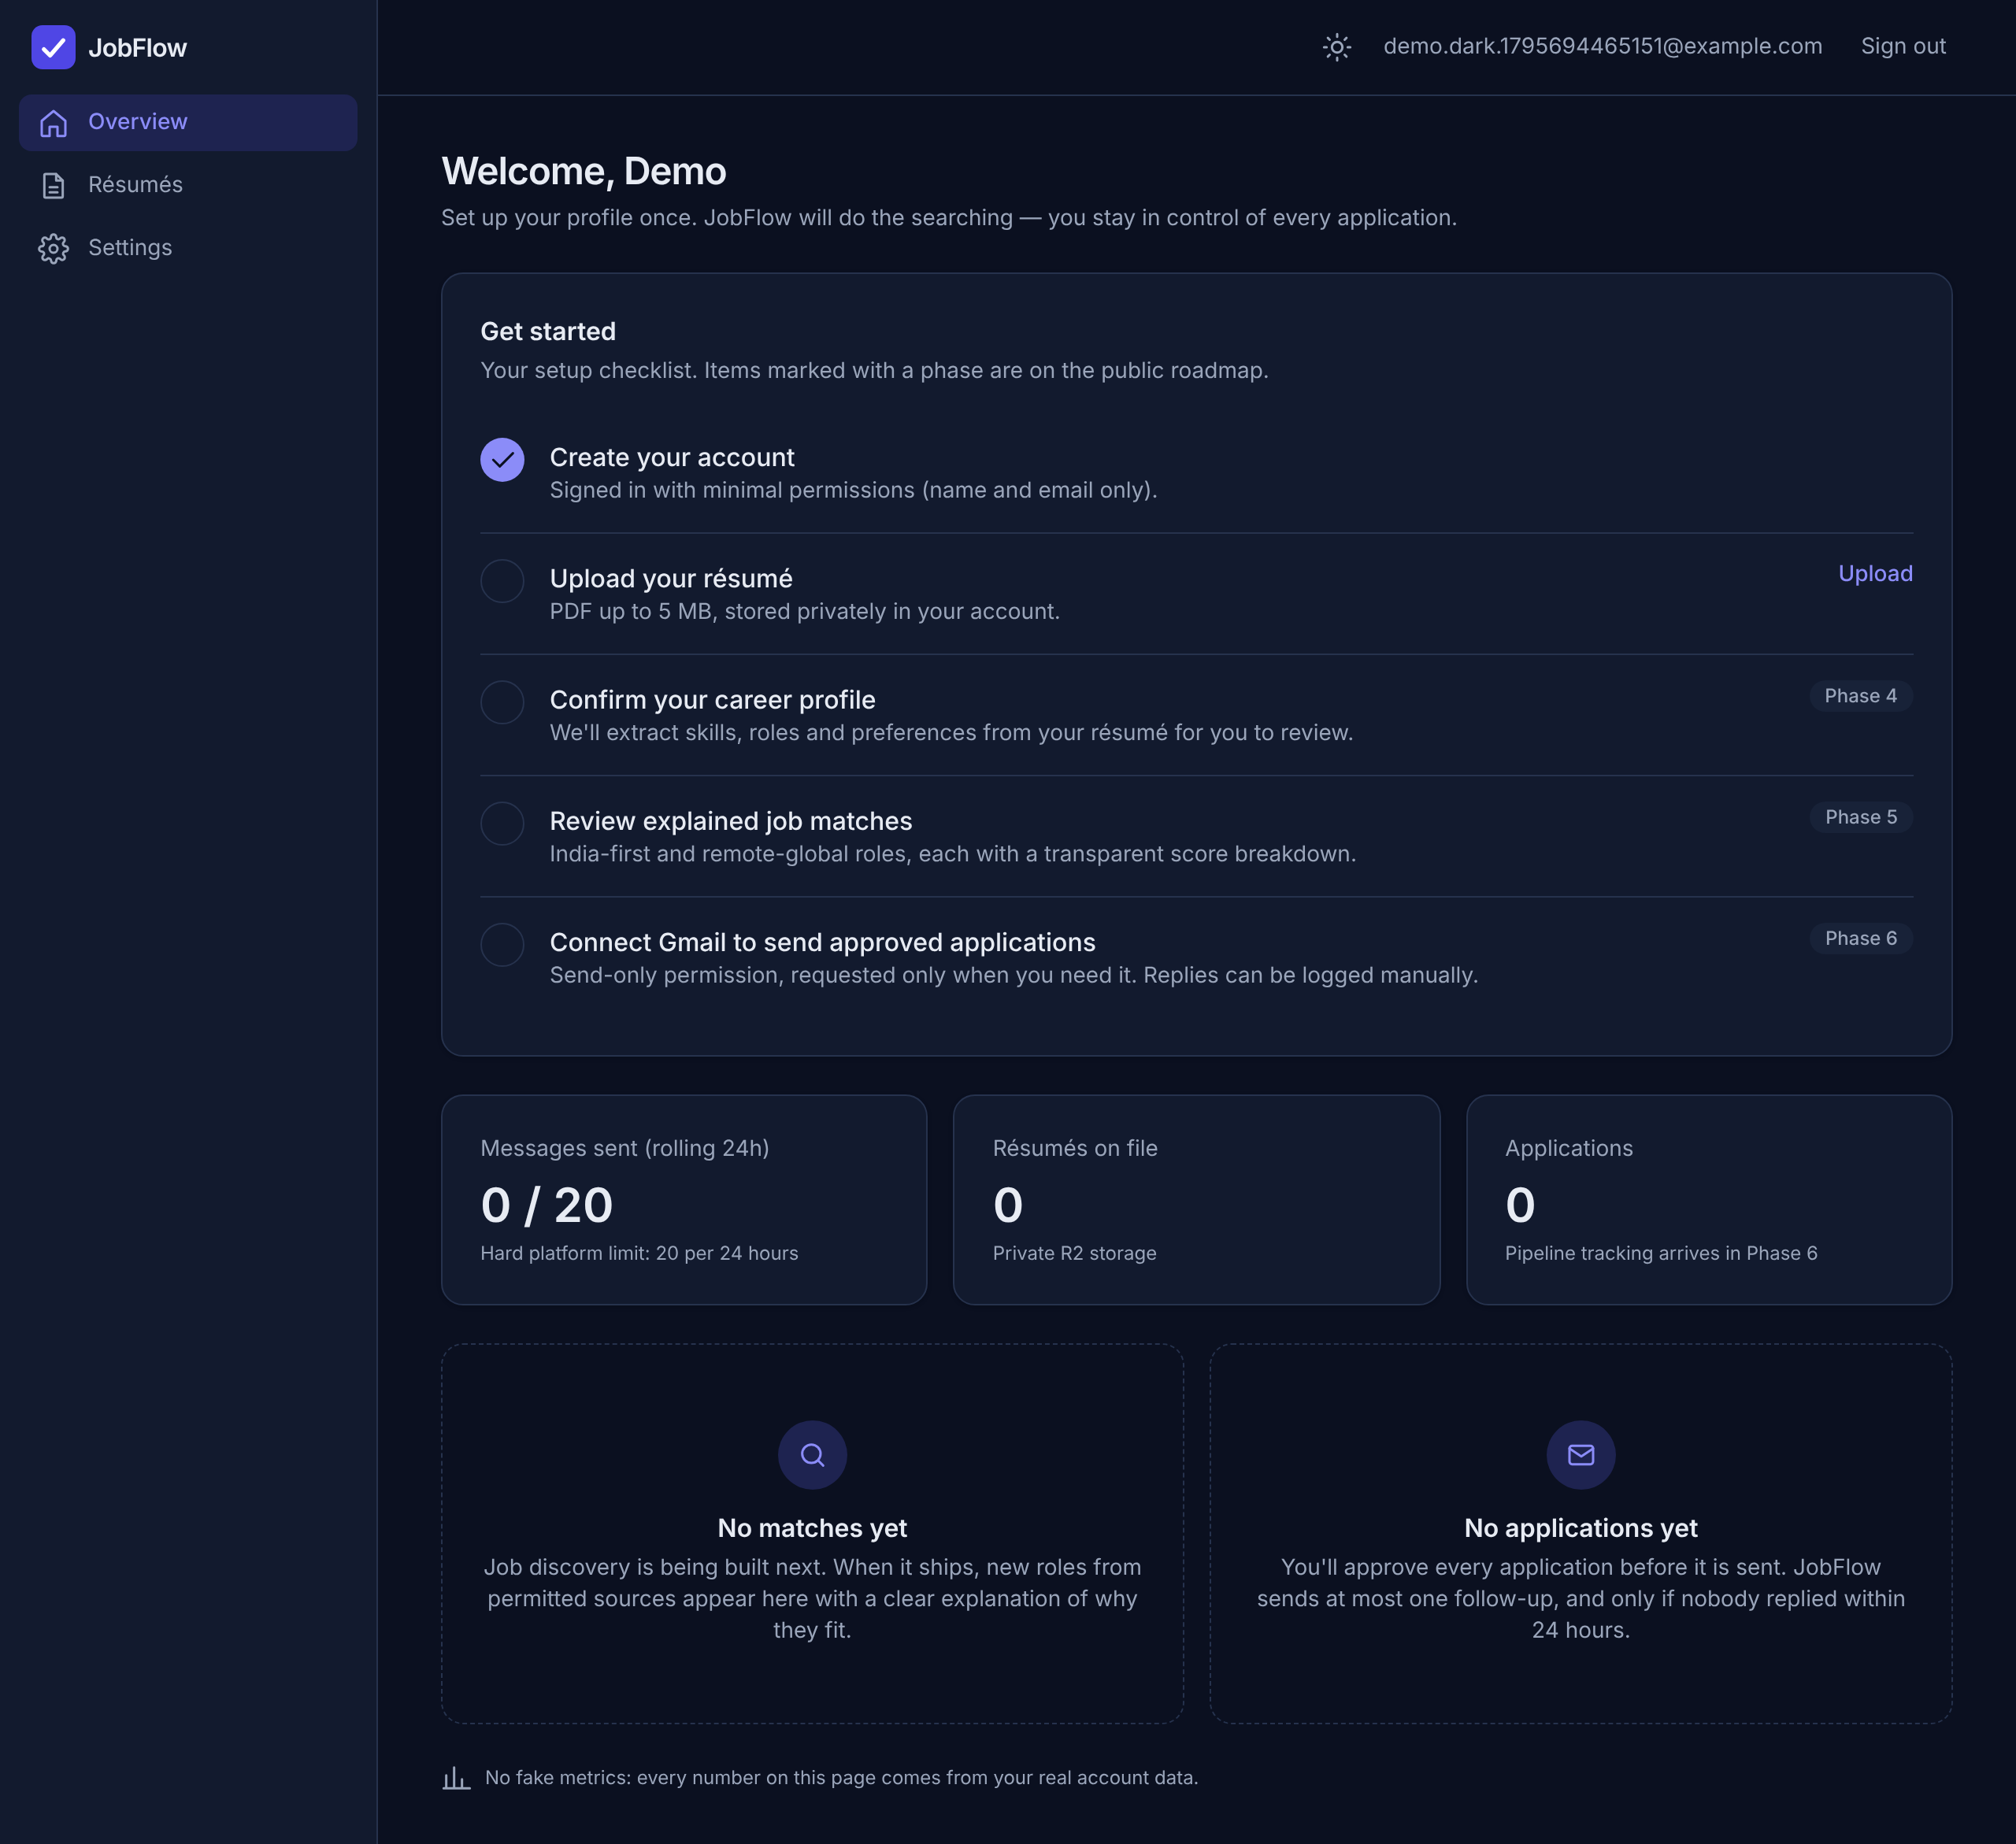 JobFlow
demo.dark.1795694465151@example.com
Sign out
Overview
Résumés
Settings
Welcome, Demo
Set up your profile once. JobFlow will do the searching — you stay in control of every application.
Get started
Your setup checklist. Items marked with a phase are on the public roadmap.
Create your account
Signed in with minimal permissions (name and email only).
Upload your résumé
Upload
PDF up to 5 MB, stored privately in your account.
Confirm your career profile
Phase 4
We'll extract skills, roles and preferences from your résumé for you to review.
Review explained job matches
Phase 5
India-first and remote-global roles, each with a transparent score breakdown.
Connect Gmail to send approved applications
Phase 6
Send-only permission, requested only when you need it. Replies can be logged manually.
Messages sent (rolling 24h)
0 / 20
Hard platform limit: 20 per 24 hours
Résumés on file
0
Private R2 storage
Applications
0
Pipeline tracking arrives in Phase 6
No matches yet
Job discovery is being built next. When it ships, new roles from
permitted sources appear here with a clear explanation of why
they fit.
No applications yet
You'll approve every application before it is sent. JobFlow
sends at most one follow-up, and only if nobody replied within
24 hours.
No fake metrics: every number on this page comes from your real account data.